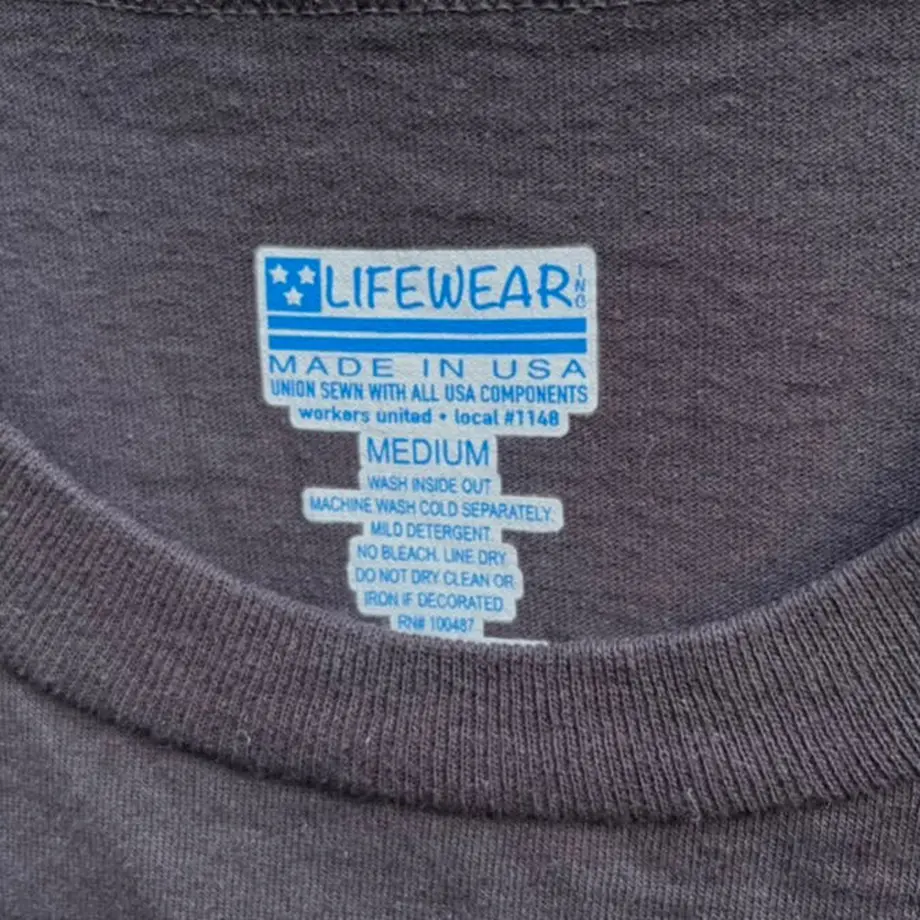 LIFEWEAR INC
MADE IN USA
UNION SEWN WITH ALL USA COMPONENTS
workers united • local #1148
MEDIUM
WASH INSIDE OUT.
MACHINE WASH COLD SEPARATELY.
MILD DETERGENT.
NO BLEACH. LINE DRY.
DO NOT DRY CLEAN OR
IRON IF DECORATED.
RN# 100487